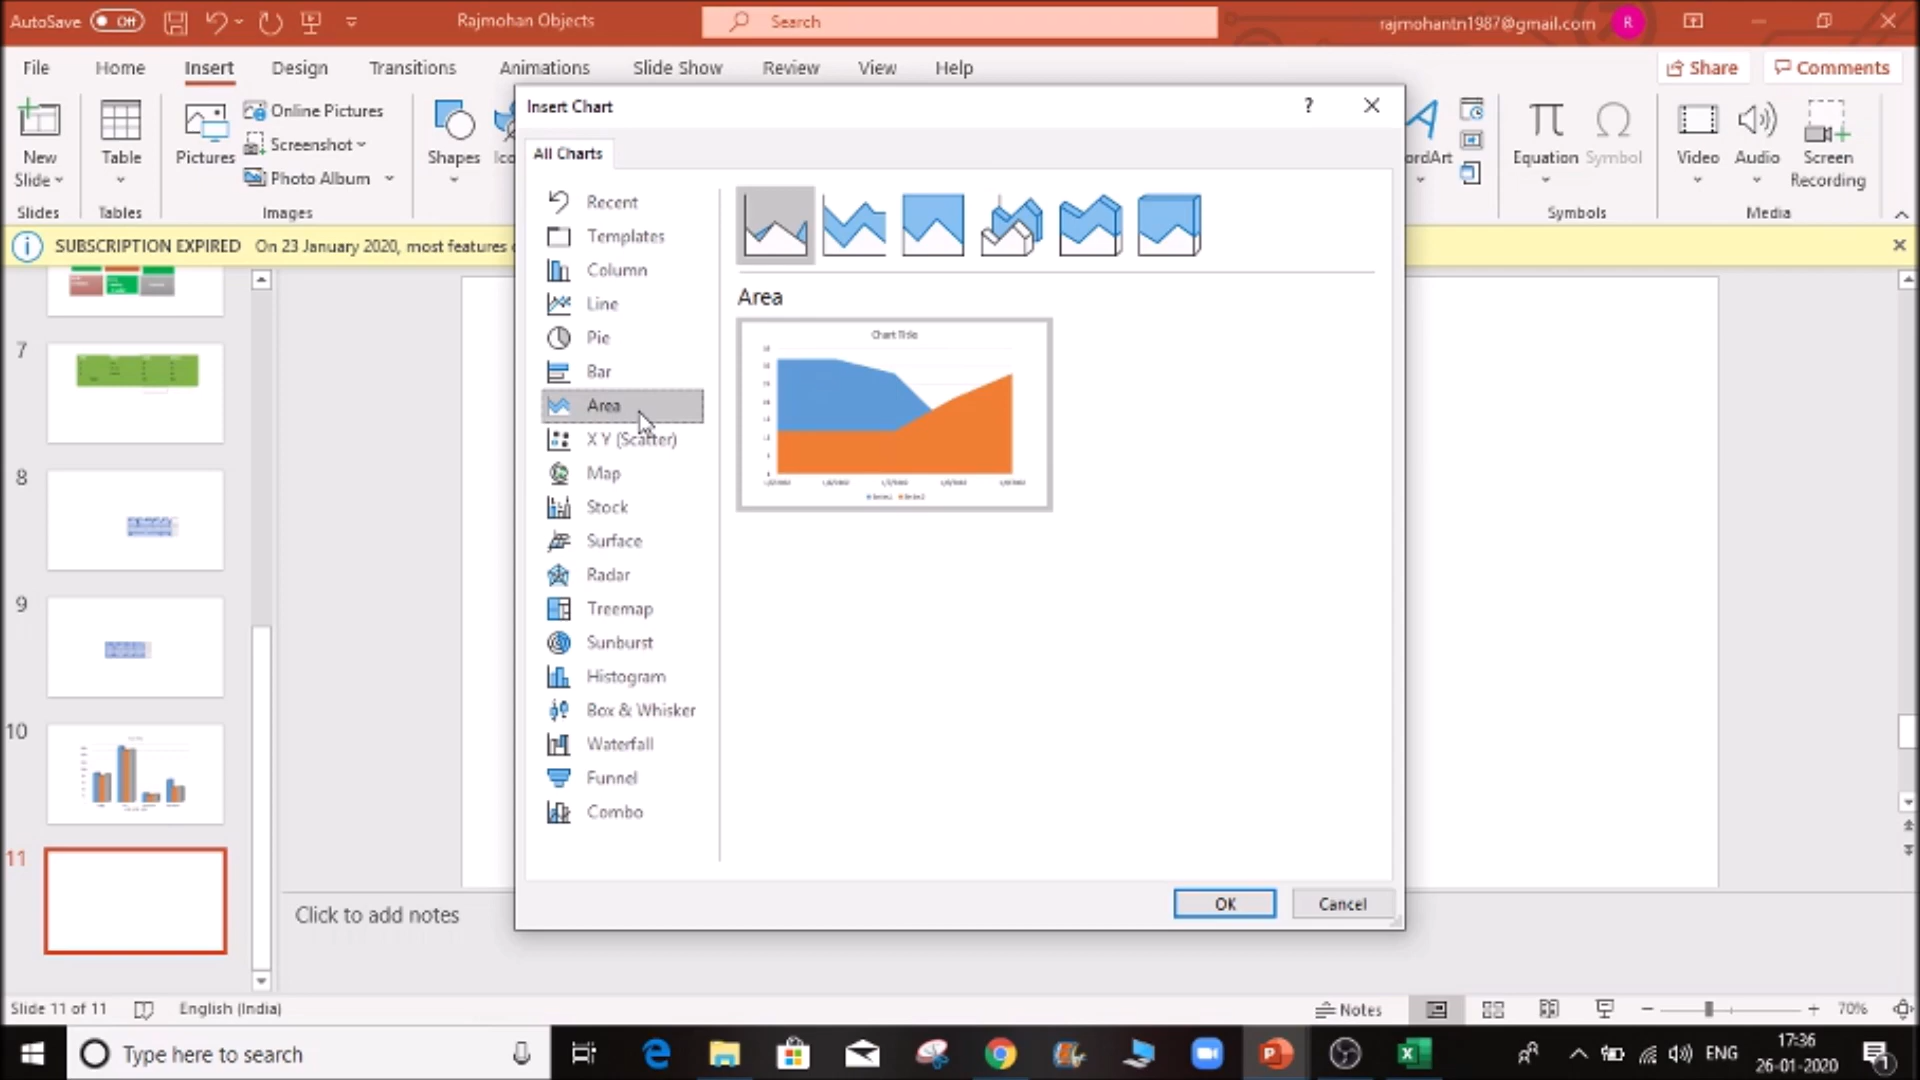 AutoSave Off Rajmohan Objects Search rajmohantn1987@gmail.com R
File Home Insert Design Transitions Animations Slide Show Review View Help Share Comments
New Slide
Table
Pictures
Online Pictures
Screenshot
Photo Album
Shapes
Equation
Symbol
Video
Audio
Screen Recording
Slides Tables Images Symbols Media
SUBSCRIPTION EXPIRED On 23 January 2020, most features
Insert Chart ?
All Charts
Recent
Templates
Column
Line
Pie
Bar
Area
X Y (Scatter)
Map
Stock
Surface
Radar
Treemap
Sunburst
Histogram
Box & Whisker
Waterfall
Funnel
Combo
Area
Chart Title
OK Cancel
7
8
9
10
11
Click to add notes
Slide 11 of 11 English (India) Notes 70%
Type here to search
ENG
17:36
26-01-2020
1